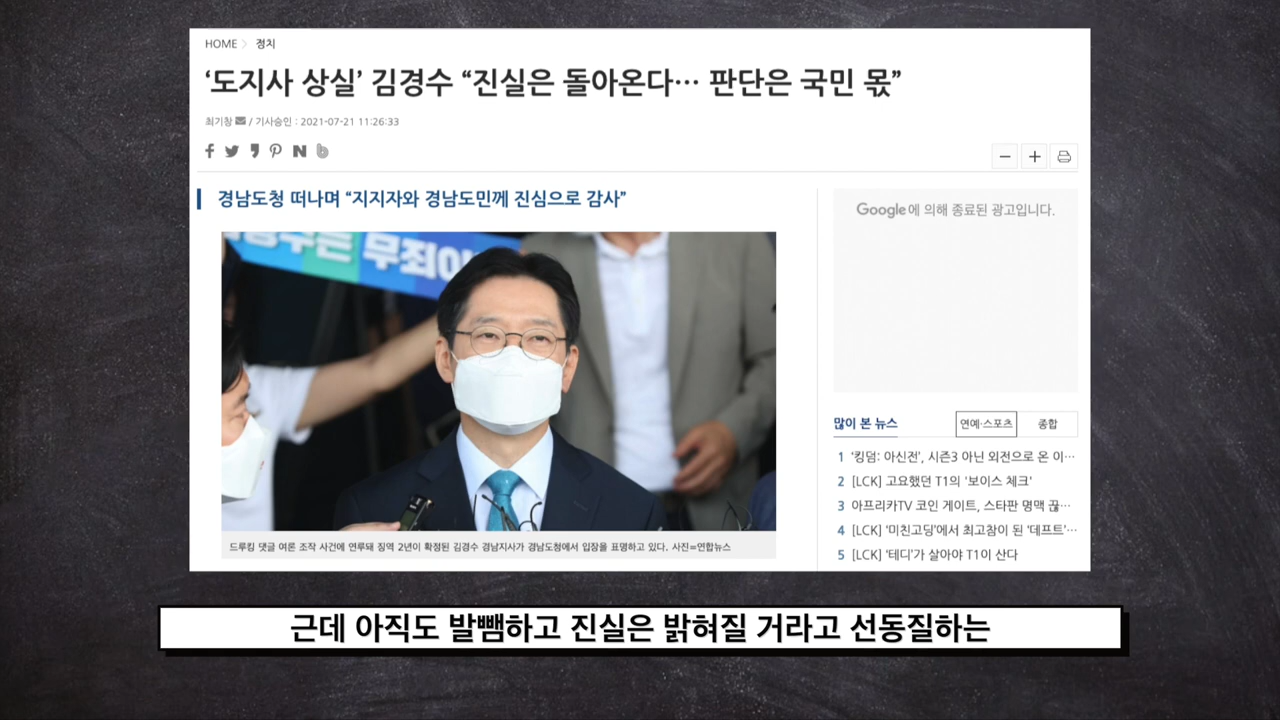 HOME 〉 정치
‘도지사 상실’ 김경수 “진실은 돌아온다… 판단은 국민 몫”
최기창 / 기사승인 : 2021-07-21 11:26:33
경남도청 떠나며 “지지자와 경남도민께 진심으로 감사”
무죄이
드루킹 댓글 여론 조작 사건에 연루돼 징역 2년이 확정된 김경수 경남지사가 경남도청에서 입장을 표명하고 있다. 사진=연합뉴스
Google에 의해 종료된 광고입니다.
많이 본 뉴스
연예·스포츠 종합
1 ‘킹덤: 아신전’, 시즌3 아닌 외전으로 온 이…
2 [LCK] 고요했던 T1의 ‘보이스 체크’
3 아프리카TV 코인 게이트, 스타판 명맥 끊…
4 [LCK] ‘미친고딩’에서 최고참이 된 ‘데프트’…
5 [LCK] ‘테디’가 살아야 T1이 산다
근데 아직도 발뺌하고 진실은 밝혀질 거라고 선동질하는